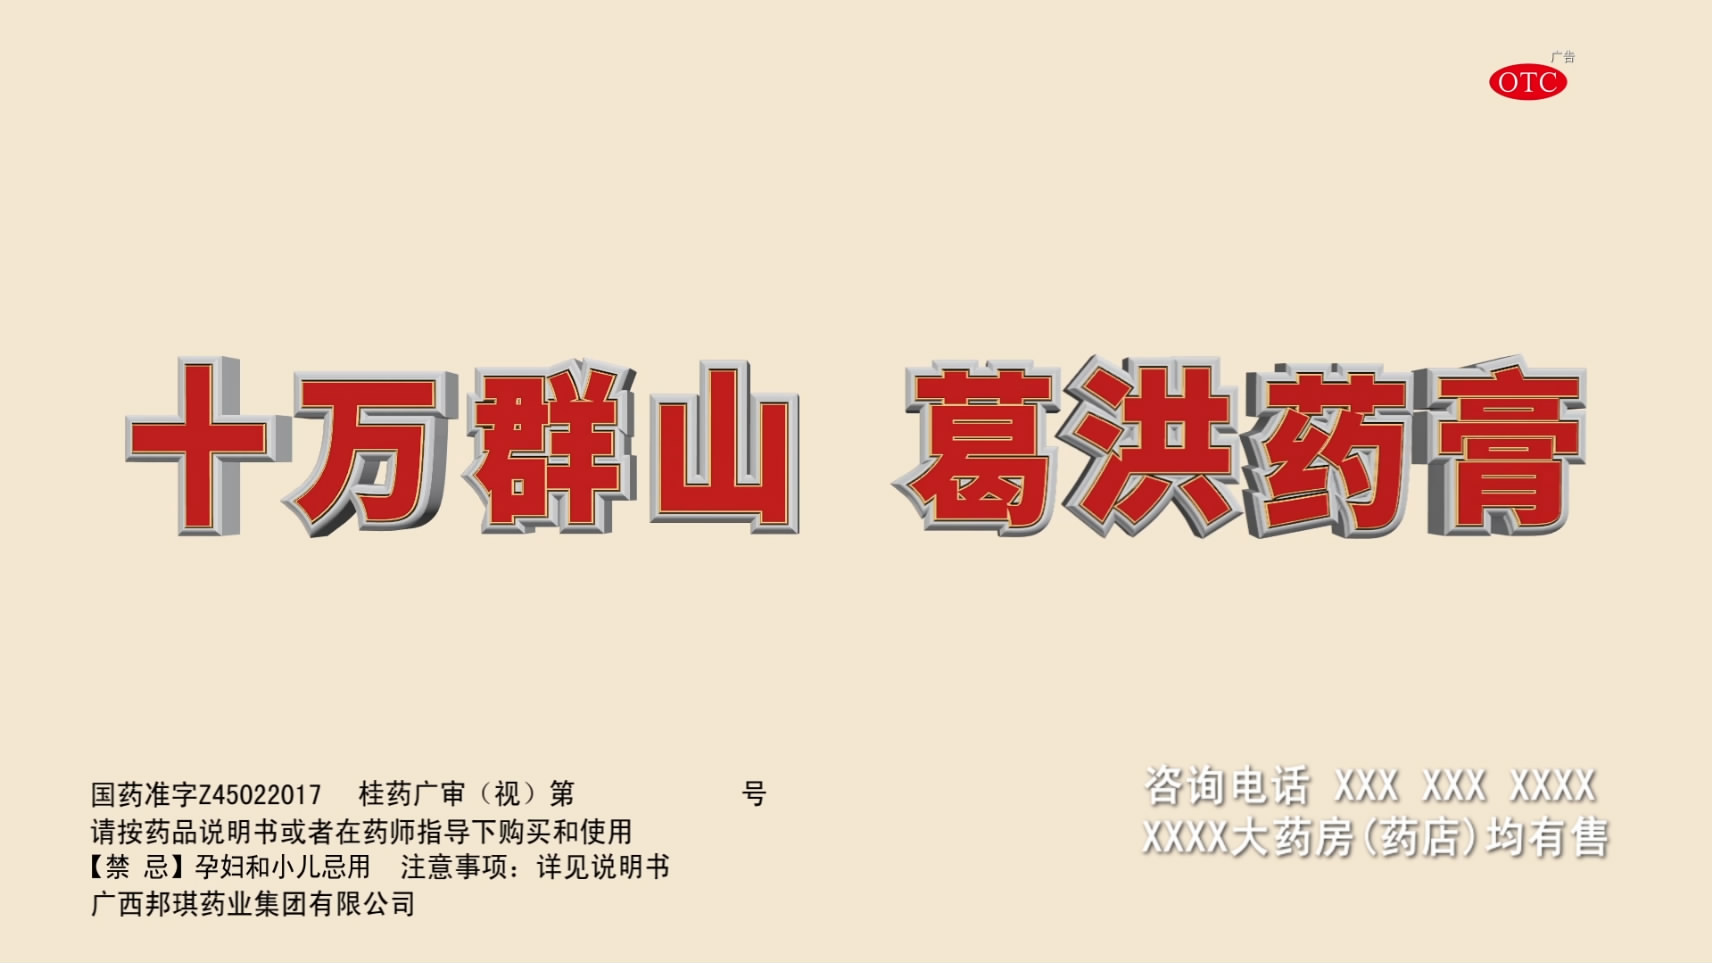 广告
OTC
十万群山 葛洪药膏
国药准字Z45022017 桂药广审（视）第 号
请按药品说明书或者在药师指导下购买和使用
【禁 忌】孕妇和小儿忌用 注意事项：详见说明书
广西邦琪药业集团有限公司
咨询电话 XXX XXX XXXX
XXXX大药房(药店)均有售